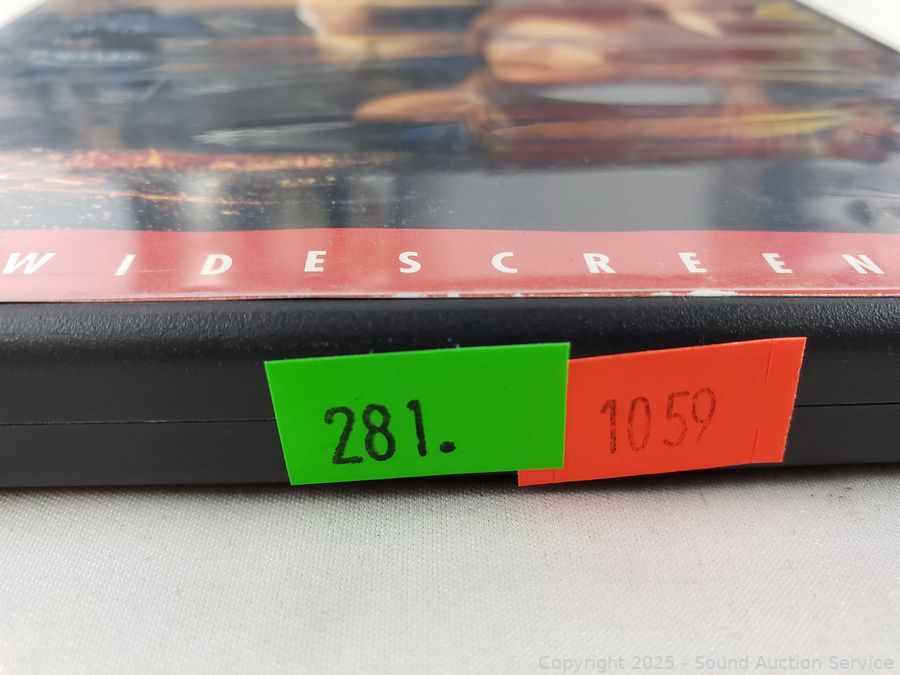 WIDESCREEN
281.
1059
Copyright 2025 - Sound Auction Service